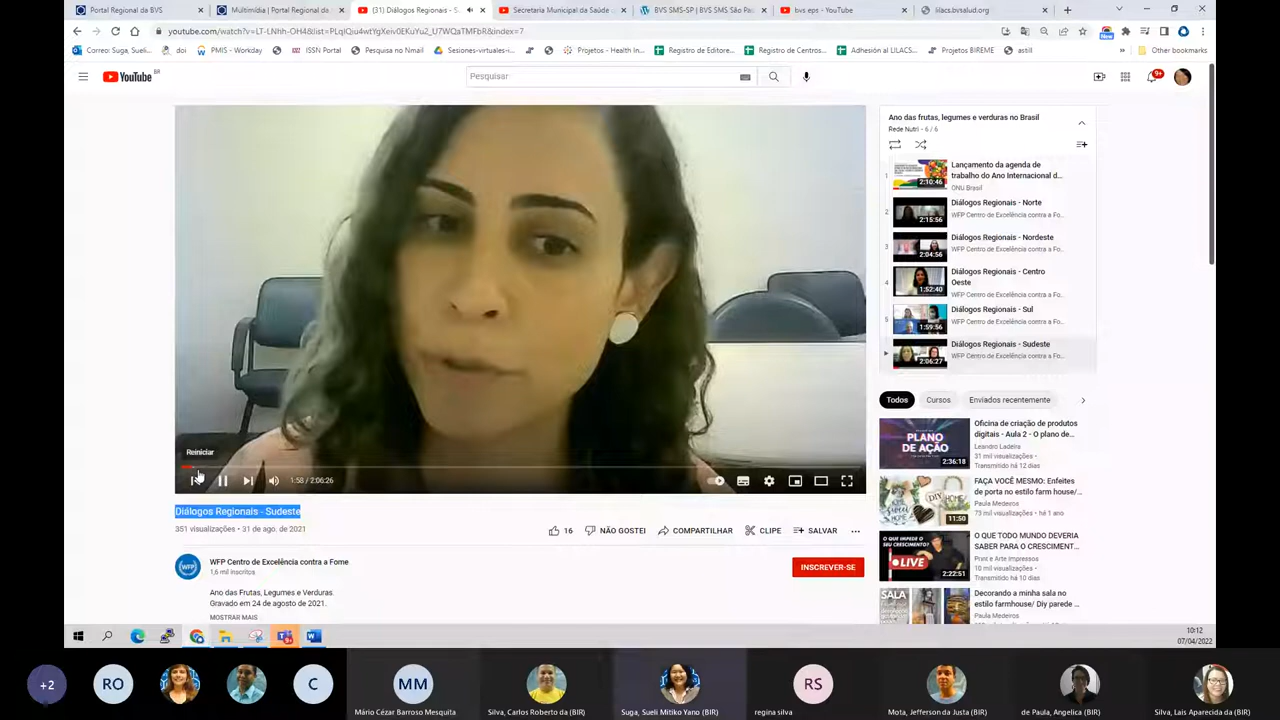 Portal Regional da BVS
Multimídia | Portal Regional da
(31) Diálogos Regionais - S
Secretaria Municipal da Saúde
BVS SMS-SP | BVS SMS São Pa
bvs eps - YouTube
lilacs.bvsalud.org
youtube.com/watch?v=LT-LNhh-OH4&list=PLqIQiu4wtYgXeiv0EKuYu2_U7WQaTMFbR&index=7
Correo: Suga, Sueli...
doi
PMIS - Workday
ISSN Portal
Pesquisa no Nmail
Sesiones-virtuales-i...
Projetos - Health In...
Registro de Editore...
Registro de Centros...
Adhesión al LILACS...
Projetos BIREME
astill
»
Other bookmarks
New
YouTube BR
Pesquisar
9+
Ano das frutas, legumes e verduras no Brasil
Rede Nutri - 6 / 6
1
2:10:46
Lançamento da agenda de
trabalho do Ano Internacional d...
ONU Brasil
2
2:15:56
Diálogos Regionais - Norte
WFP Centro de Excelência contra a Fo...
3
2:04:56
Diálogos Regionais - Nordeste
WFP Centro de Excelência contra a Fo...
4
1:52:40
Diálogos Regionais - Centro
Oeste
WFP Centro de Excelência contra a Fo...
5
1:59:56
Diálogos Regionais - Sul
WFP Centro de Excelência contra a Fo...
2:06:27
Diálogos Regionais - Sudeste
WFP Centro de Excelência contra a Fo...
Reiniciar
1:58 / 2:06:26
Diálogos Regionais - Sudeste
351 visualizações • 31 de ago. de 2021
16
NÃO GOSTEI
COMPARTILHAR
CLIPE
SALVAR
...
WFP Centro de Excelência contra a Fome
1,6 mil inscritos
INSCREVER-SE
Ano das Frutas, Legumes e Verduras.
Gravado em 24 de agosto de 2021.
MOSTRAR MAIS
Todos
Cursos
Enviados recentemente
PLANO DE AÇÃO
2:36:18
Oficina de criação de produtos
digitais - Aula 2 - O plano de...
Leandro Ladeira
31 mil visualizações •
Transmitido há 12 dias
11:50
FAÇA VOCÊ MESMO: Enfeites
de porta no estilo farm house/...
Paula Medeiros
73 mil visualizações • há 1 ano
LIVE
2:22:51
O QUE TODO MUNDO DEVERIA
SABER PARA O CRESCIMENT...
Print e Arte Impressos
10 mil visualizações •
Transmitido há 10 dias
SALA
Decorando a minha sala no
estilo farmhouse/ Diy parede ...
Paula Medeiros
10:12
07/04/2022
+2
RO
C
MM
RS
Mário Cézar Barroso Mesquita
Silva, Carlos Roberto da (BIR)
Suga, Sueli Mitiko Yano (BIR)
regina silva
Mota, Jefferson da Justa (BIR)
de Paula, Angelica (BIR)
Silva, Lais Aparecida da (BIR)